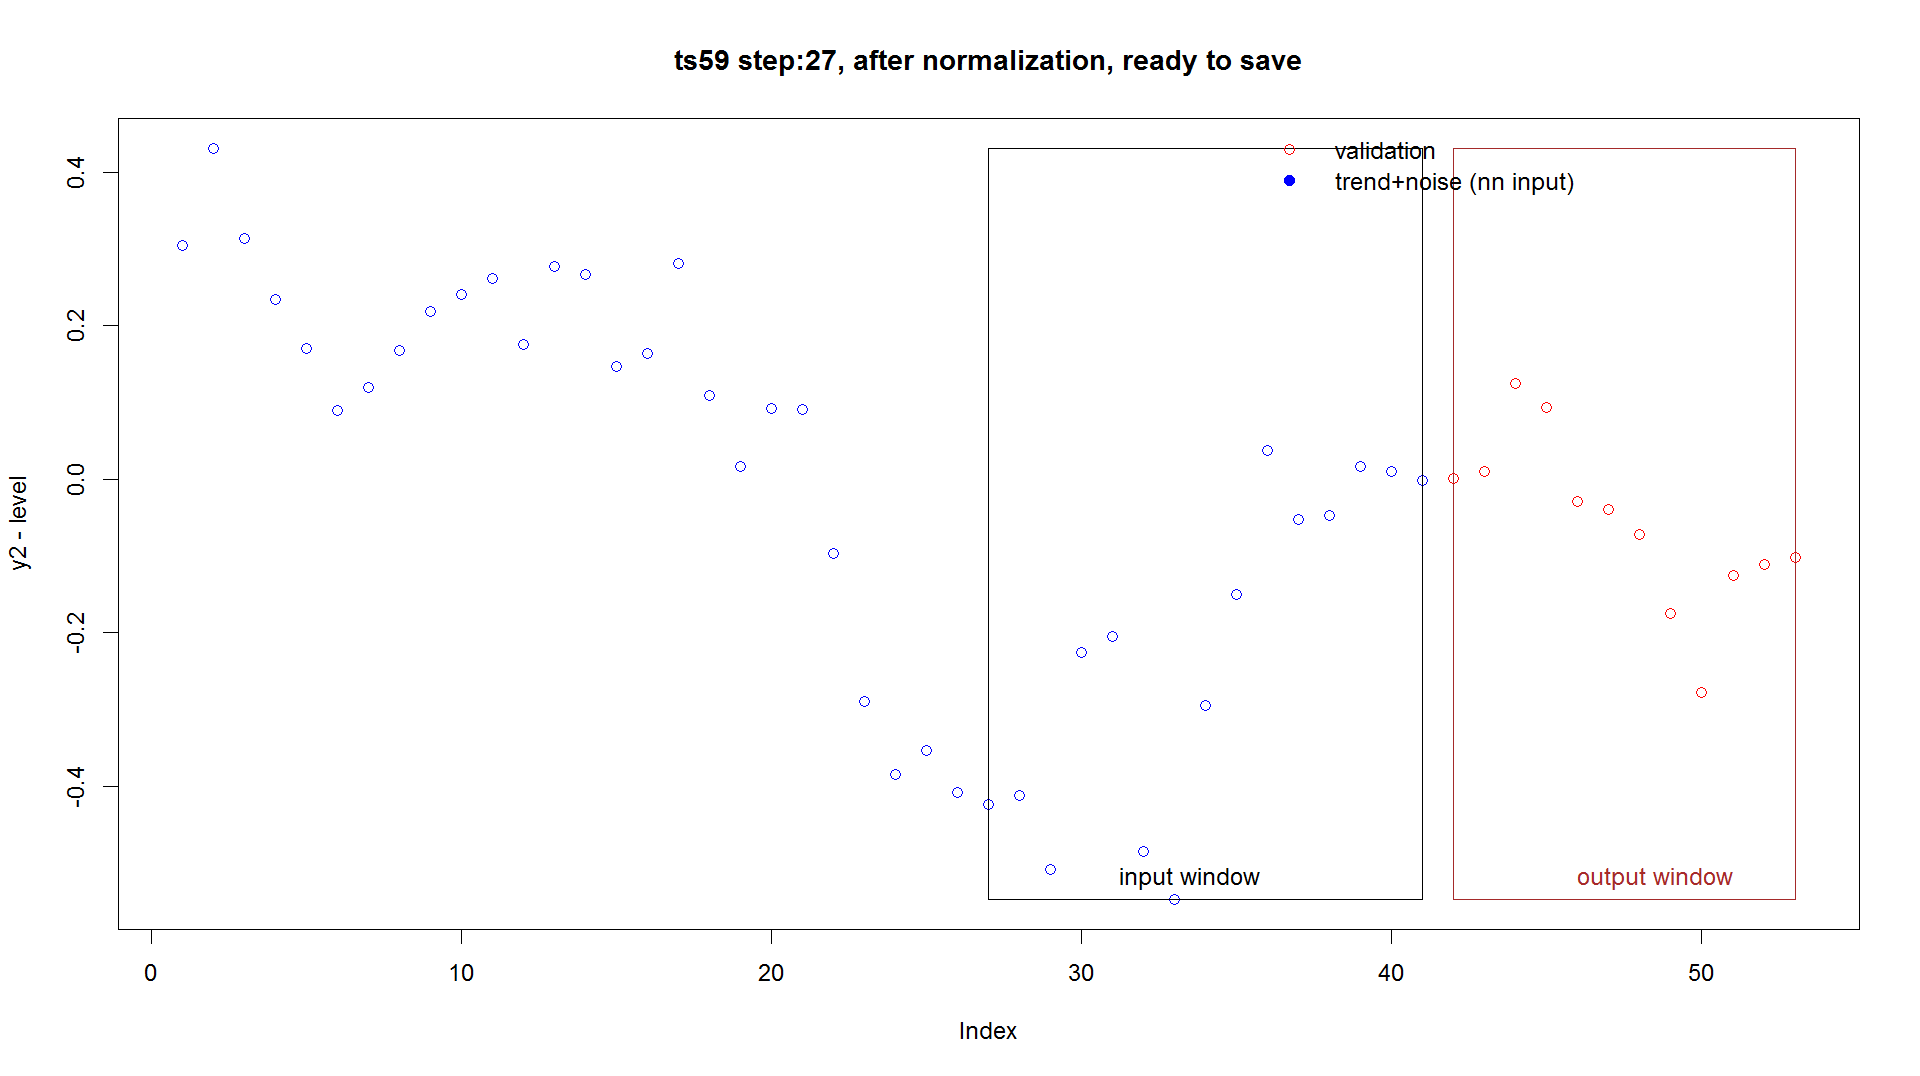 ts59 step:27, after normalization, ready to save
validation
trend+noise (nn input)
0.4
0.2
0.0
-0.2
-0.4
y2 - level
input window
output window
0 10 20 30 40 50
Index